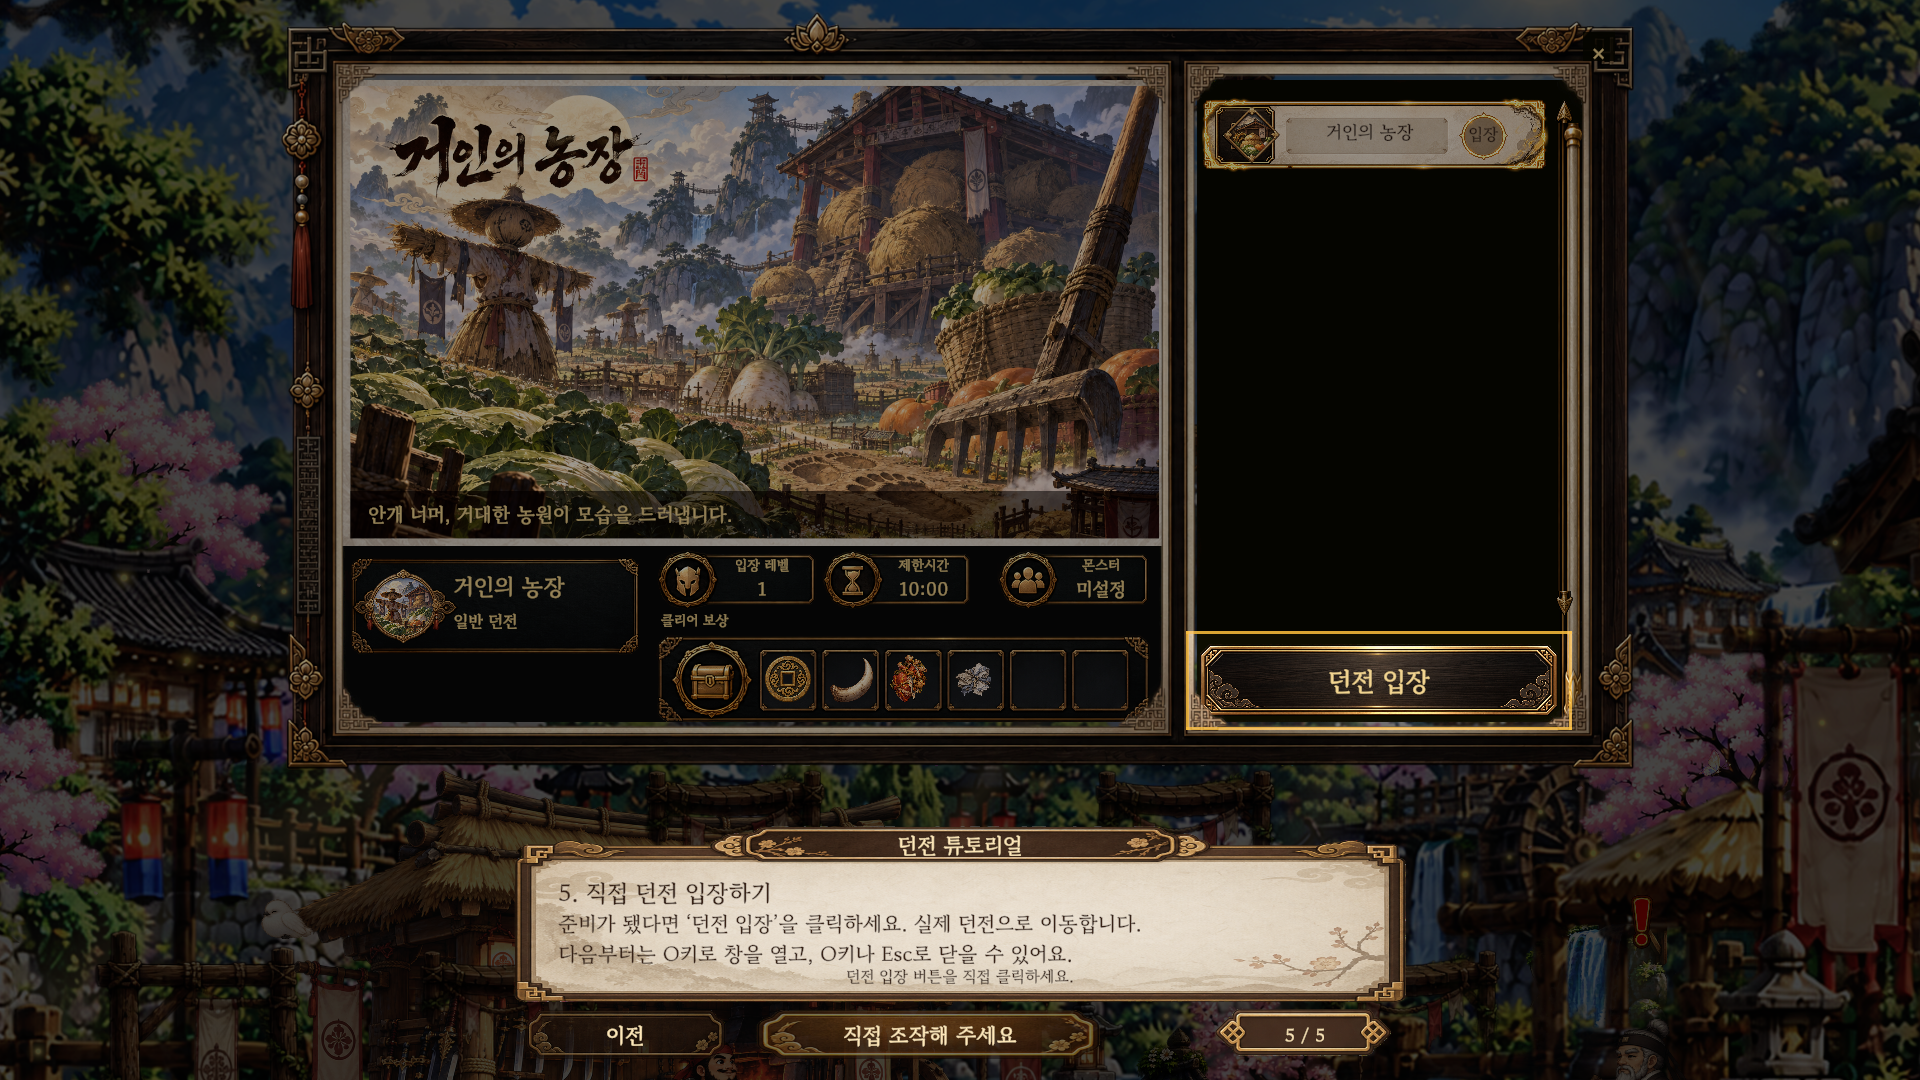 거인의 농장
안개 너머, 거대한 농원이 모습을 드러냅니다.
거인의 농장
일반 던전
입장 레벨
1
제한시간
10:00
몬스터
미설정
클리어 보상
거인의 농장
입장
던전 입장
던전 튜토리얼
5. 직접 던전 입장하기
준비가 됐다면 ‘던전 입장’을 클릭하세요. 실제 던전으로 이동합니다.
다음부터는 O키로 창을 열고, O키나 Esc로 닫을 수 있어요.
던전 입장 버튼을 직접 클릭하세요.
이전
직접 조작해 주세요
5 / 5